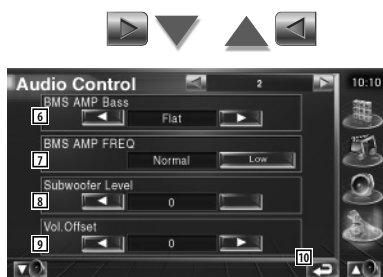 Audio Control 2 10:10
BMS AMP Bass
6 Flat
BMS AMP FREQ
7 Normal Low
Subwoofer Level
8 0
Vol.Offset
9 0
10